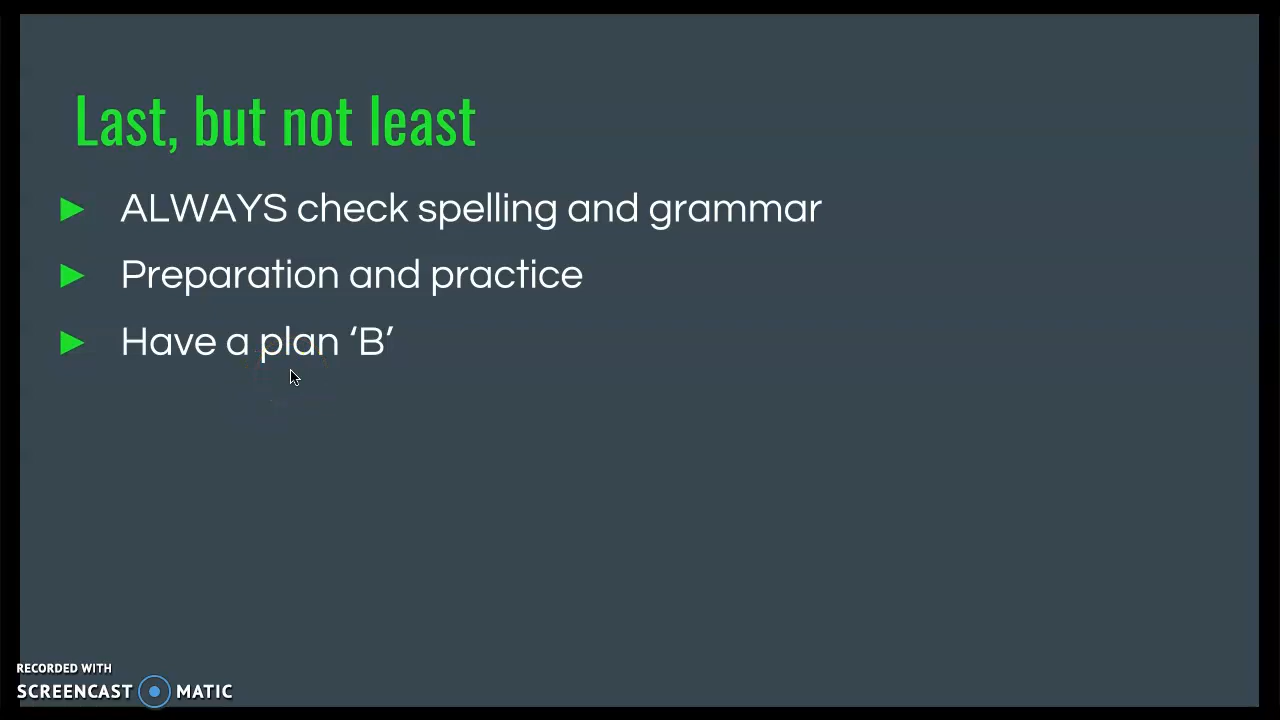 Last, but not least
ALWAYS check spelling and grammar
Preparation and practice
Have a plan ‘B’
RECORDED WITH
SCREENCAST MATIC